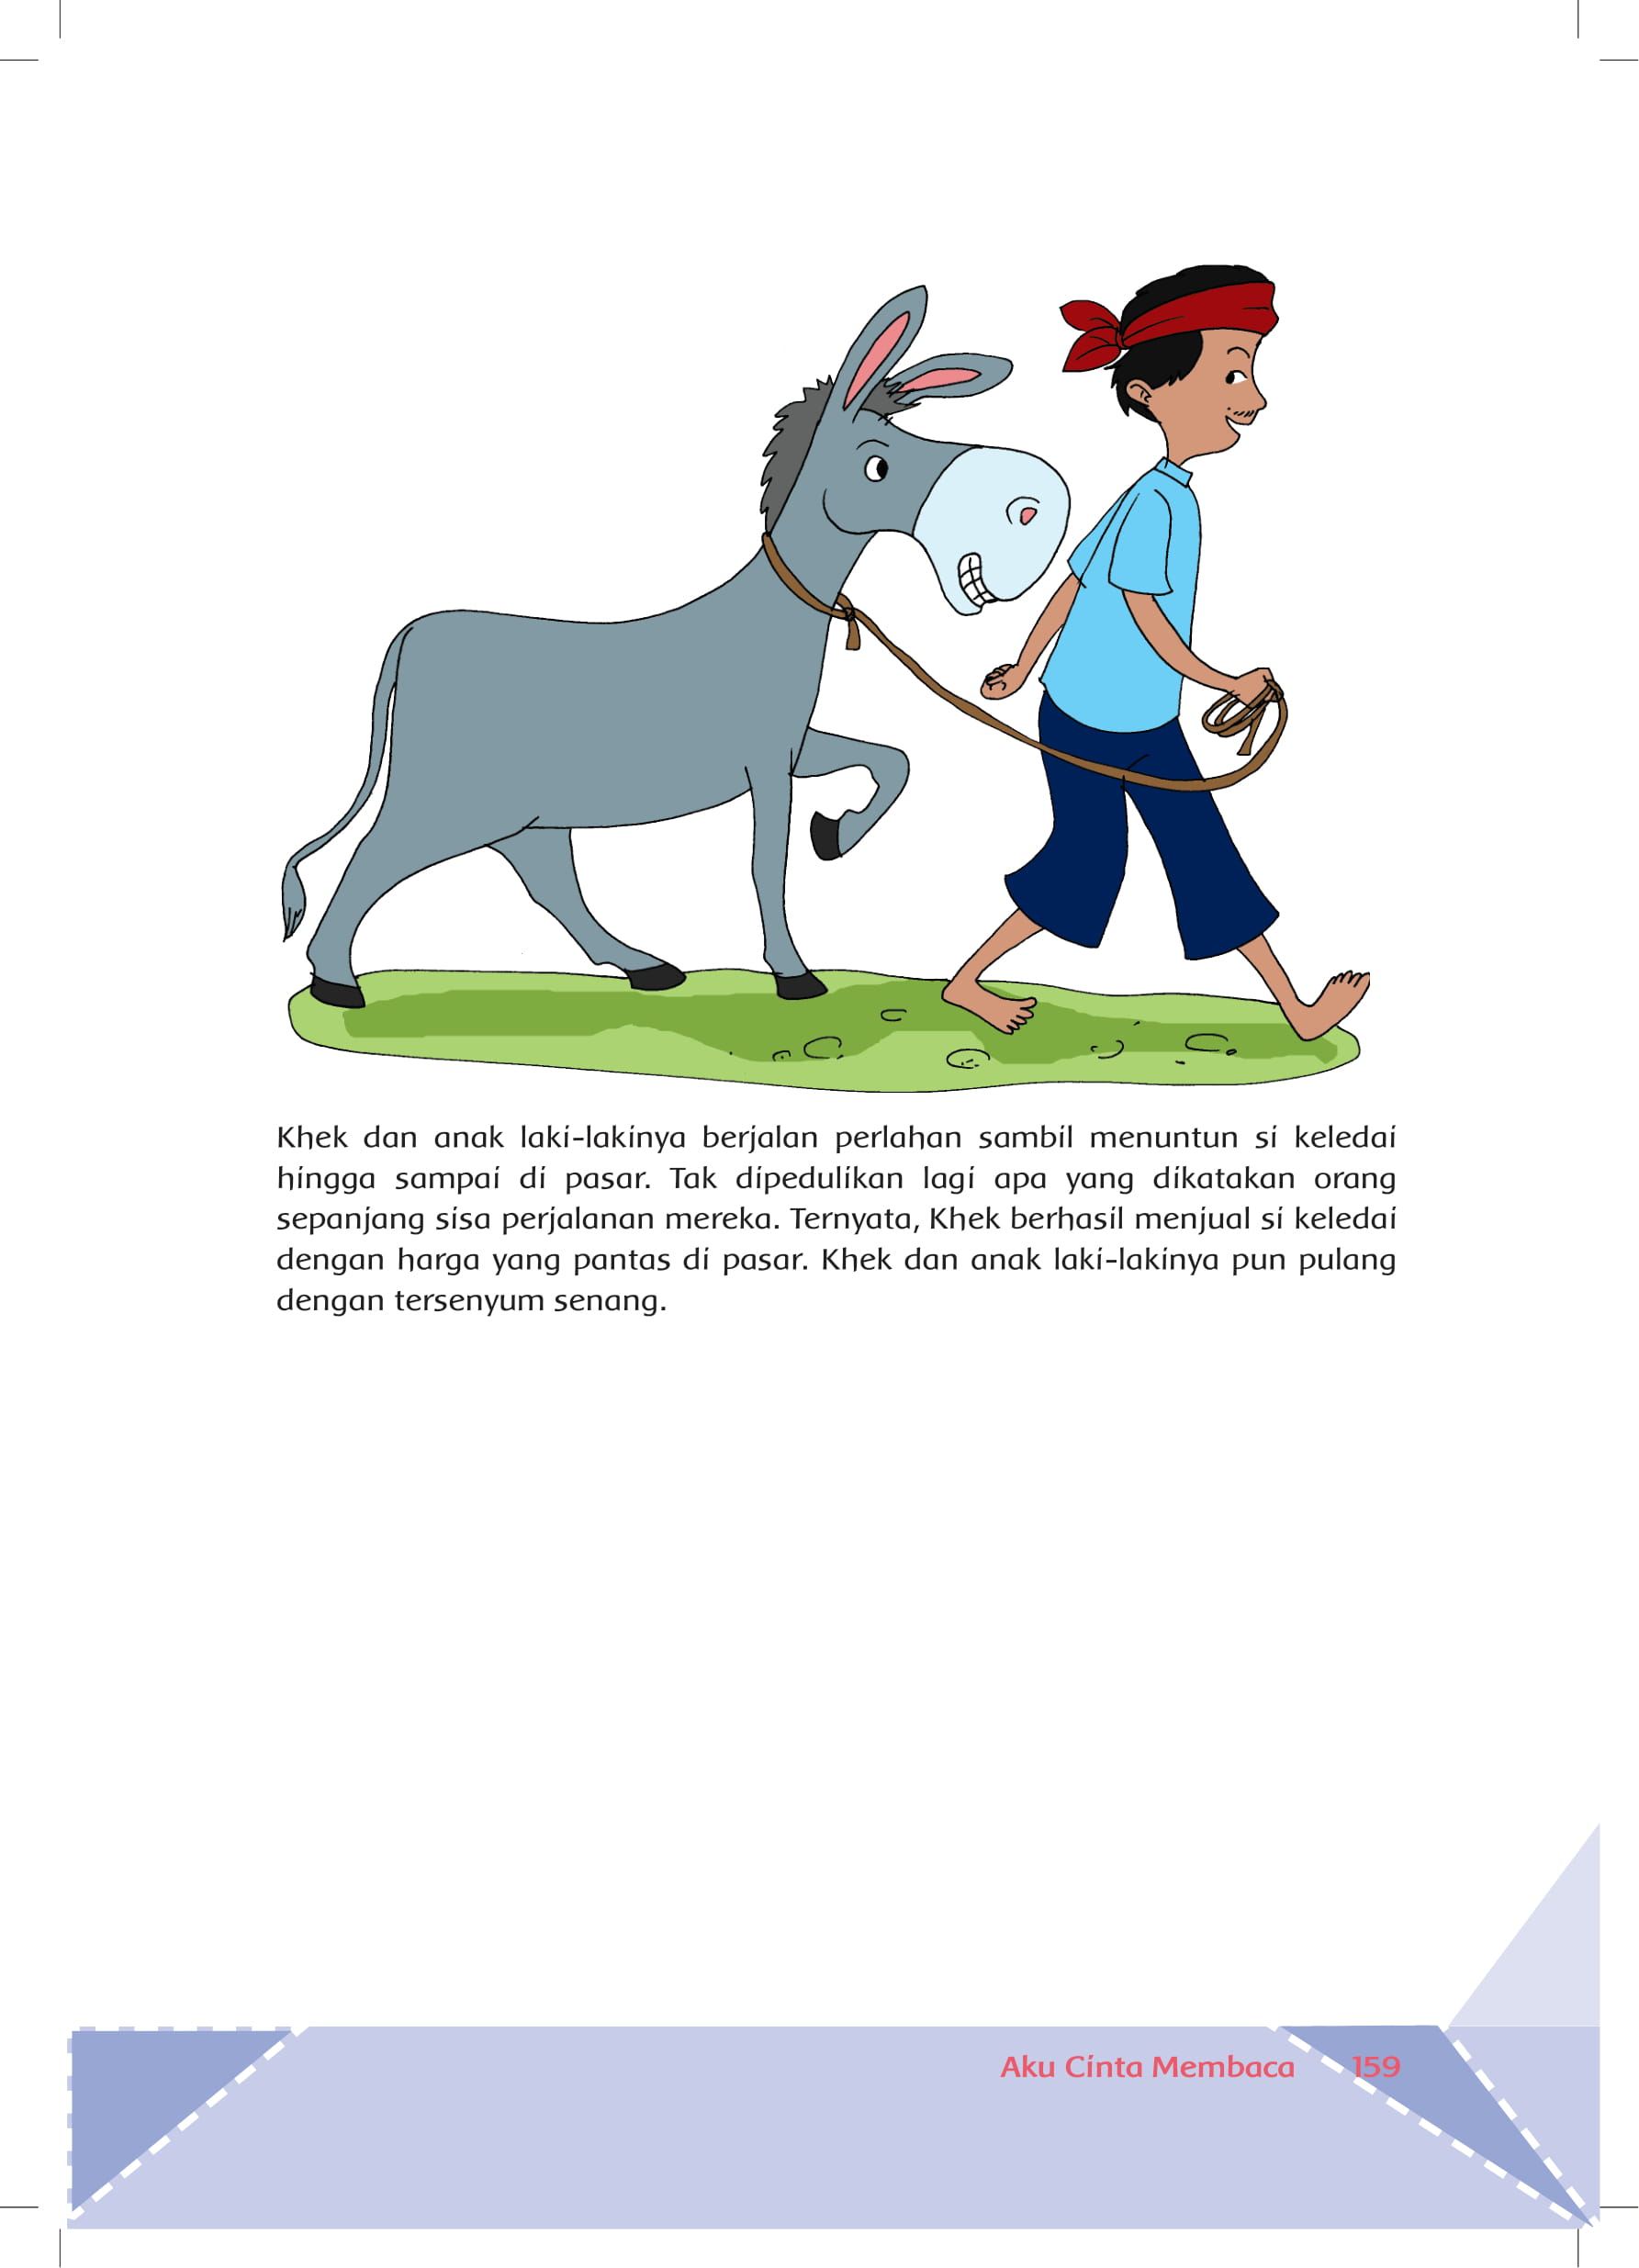 Khek dan anak laki-lakinya berjalan perlahan sambil menuntun si keledai
hingga sampai di pasar. Tak dipedulikan lagi apa yang dikatakan orang
sepanjang sisa perjalanan mereka. Ternyata, Khek berhasil menjual si keledai
dengan harga yang pantas di pasar. Khek dan anak laki-lakinya pun pulang
dengan tersenyum senang.
Aku Cinta Membaca 159